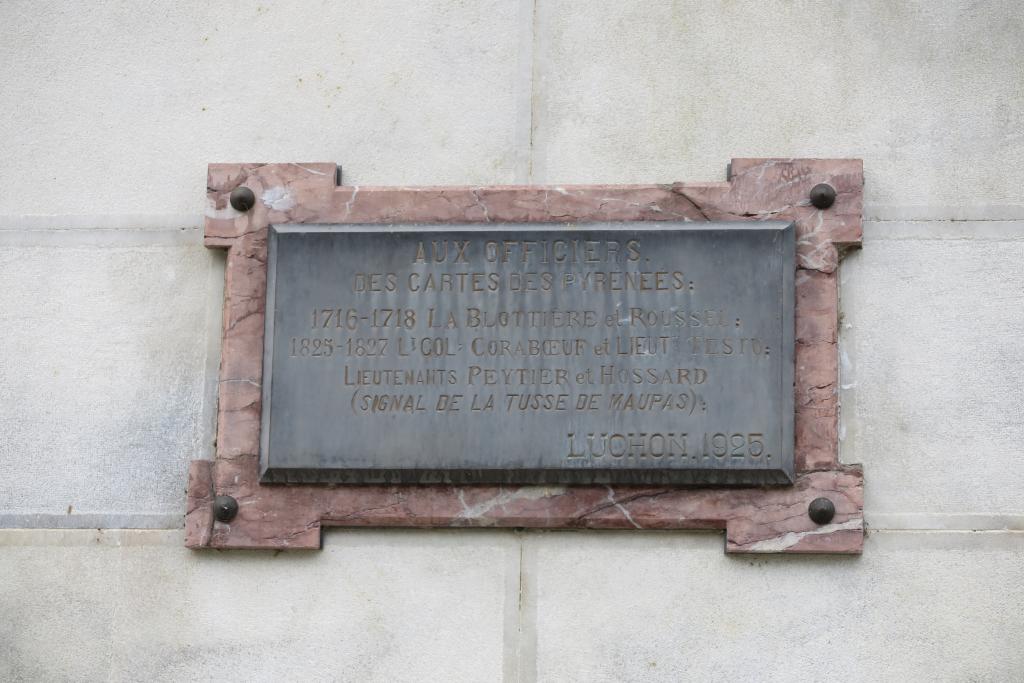 AUX OFFICIERS.
DES CARTES DES PYRENEES:
1716-1718 LA BLOTTIÈRE et ROUSSEL;
1825-1827 Lt COL. CORABŒUF et LIEUTt TESTU;
LIEUTENANTS PEYTIER et HOSSARD
(SIGNAL DE LA TUSSE DE MAUPAS);
LUCHON, 1925.